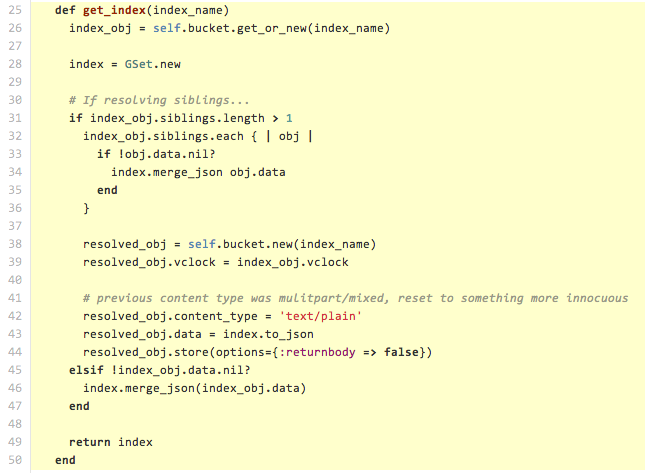 25 def get_index(index_name)
26 index_obj = self.bucket.get_or_new(index_name)
27
28 index = GSet.new
29
30 # If resolving siblings...
31 if index_obj.siblings.length > 1
32 index_obj.siblings.each { | obj |
33 if !obj.data.nil?
34 index.merge_json obj.data
35 end
36 }
37
38 resolved_obj = self.bucket.new(index_name)
39 resolved_obj.vclock = index_obj.vclock
40
41 # previous content type was mulitpart/mixed, reset to something more innocuous
42 resolved_obj.content_type = 'text/plain'
43 resolved_obj.data = index.to_json
44 resolved_obj.store(options={:returnbody => false})
45 elsif !index_obj.data.nil?
46 index.merge_json(index_obj.data)
47 end
48
49 return index
50 end